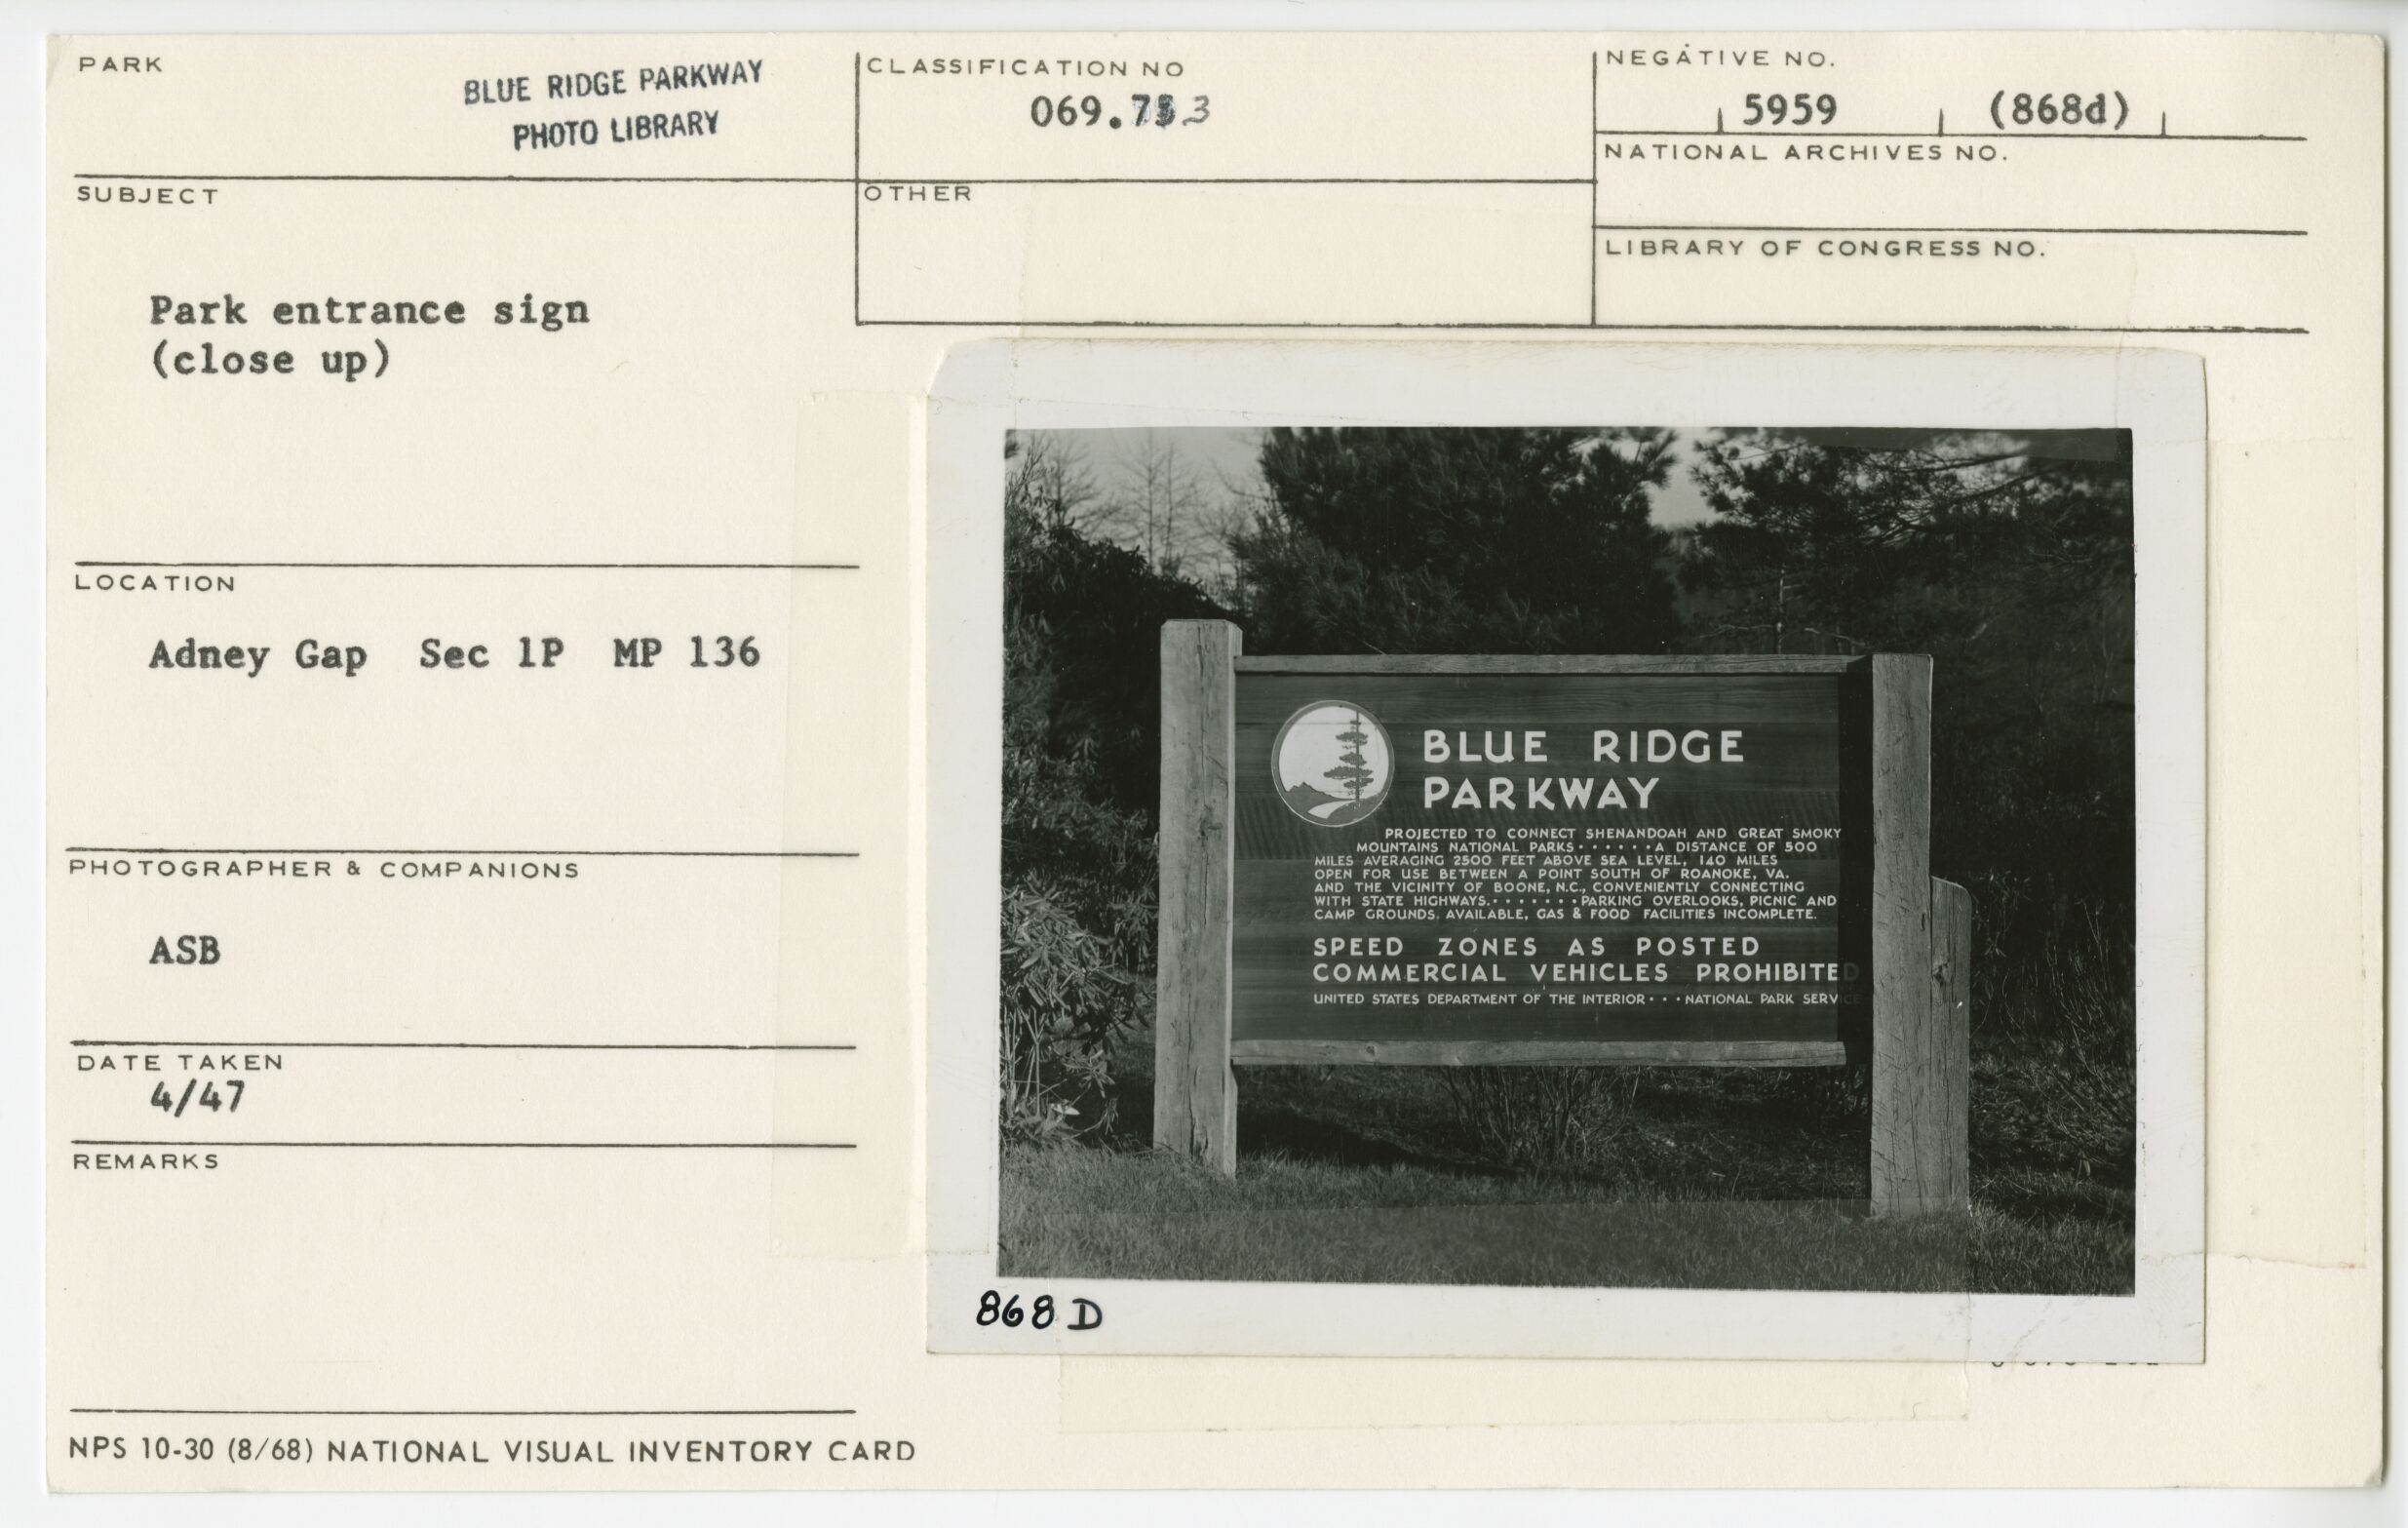 PARK
BLUE RIDGE PARKWAY
PHOTO LIBRARY
CLASSIFICATION NO
069.
NEGATIVE NO.
5959 (868d)
NATIONAL ARCHIVES NO.
LIBRARY OF CONGRESS NO.
OTHER
SUBJECT
Park entrance sign
(close up)
LOCATION
Adney Gap Sec 1P MP 136
PHOTOGRAPHER & COMPANIONS
ASB
DATE TAKEN
4/47
REMARKS
NPS 10-30 (8/68) NATIONAL VISUAL INVENTORY CARD
BLUE RIDGE
PARKWAY
PROJECTED TO CONNECT SHENANDOAH AND GREAT SMOKY
MOUNTAINS NATIONAL PARKS · · · · · · A DISTANCE OF 500
MILES AVERAGING 2500 FEET ABOVE SEA LEVEL, 140 MILES
OPEN FOR USE BETWEEN A POINT SOUTH OF ROANOKE, VA.
AND THE VICINITY OF BOONE, N.C., CONVENIENTLY CONNECTING
WITH STATE HIGHWAYS. · · · · · · · PARKING OVERLOOKS, PICNIC AND
CAMP GROUNDS. AVAILABLE, GAS & FOOD FACILITIES INCOMPLETE.
SPEED ZONES AS POSTED
COMMERCIAL VEHICLES PROHIBITED
UNITED STATES DEPARTMENT OF THE INTERIOR · · · NATIONAL PARK SERVICE
868 D